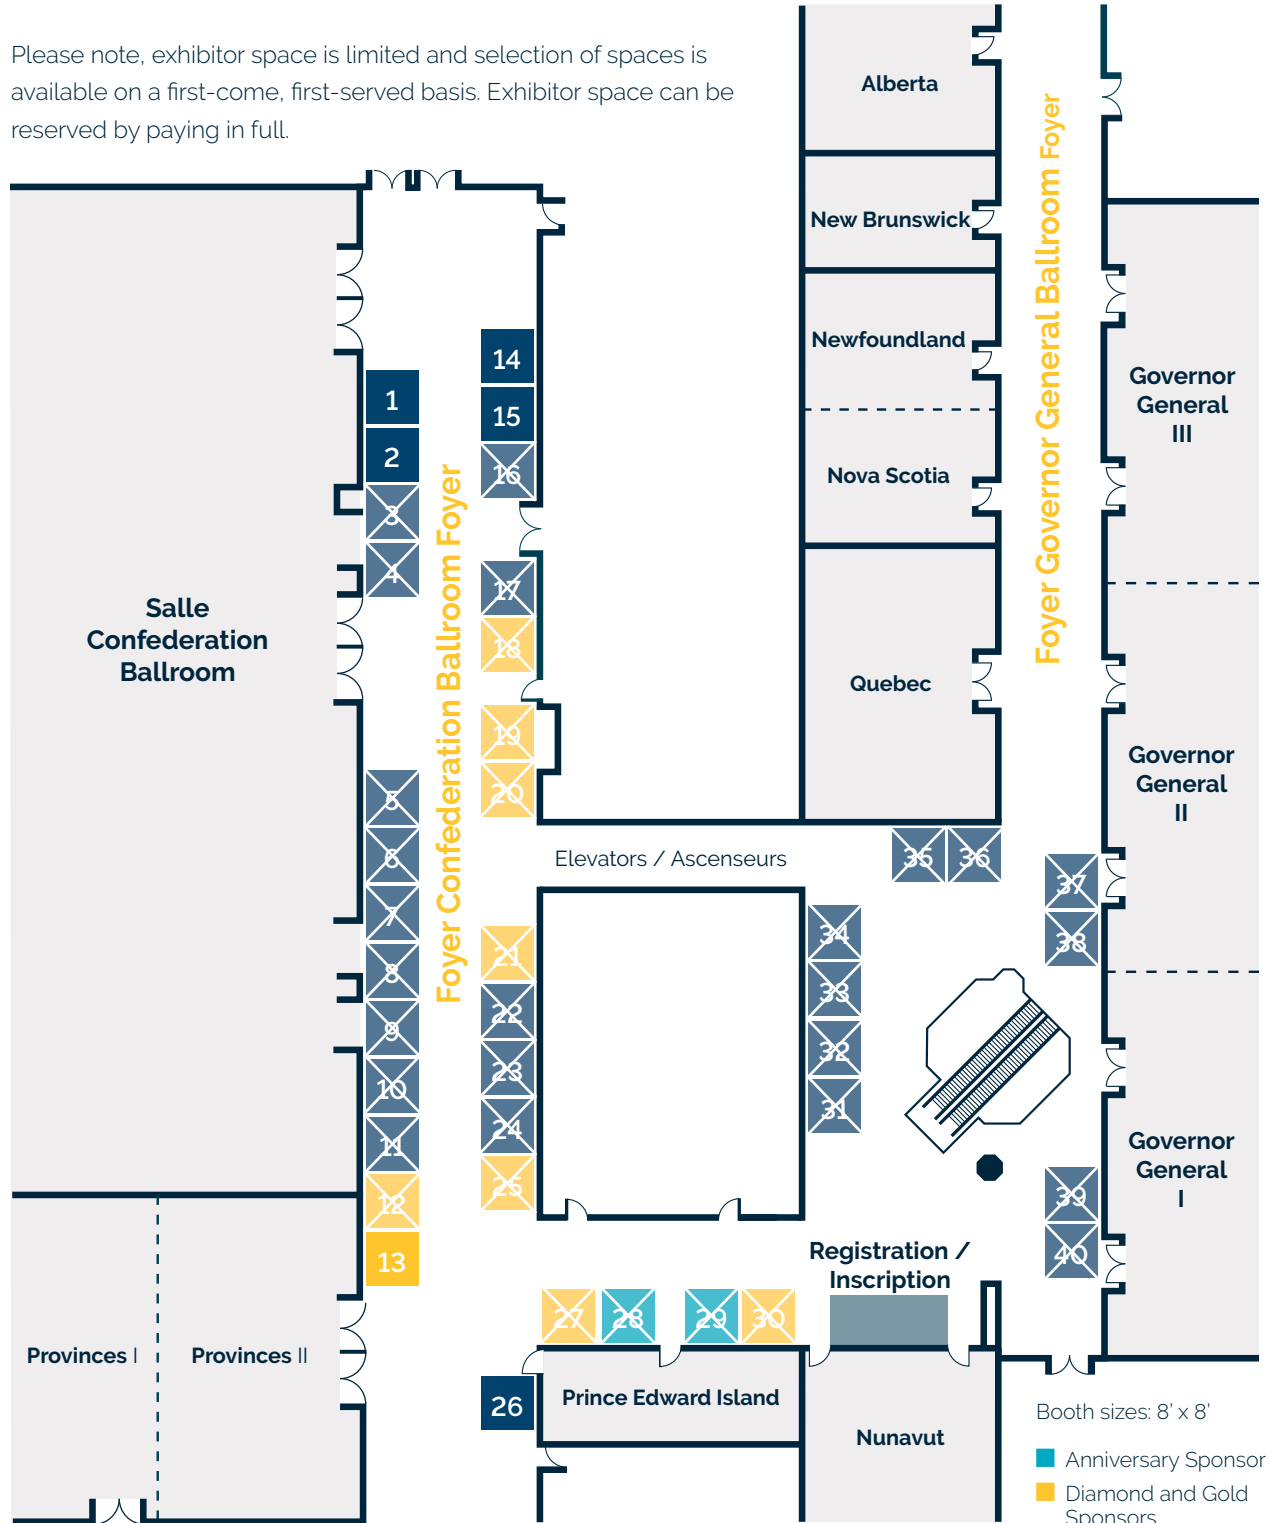 Please note, exhibitor space is limited and selection of spaces is
available on a first-come, first-served basis. Exhibitor space can be
reserved by paying in full.
Alberta
New Brunswick
Newfoundland
Nova Scotia
Quebec
Foyer Governor General Ballroom Foyer
Governor
General
III
Governor
General
II
Governor
General
I
Salle
Confederation
Ballroom
Foyer Confederation Ballroom Foyer
1
2
3
4
5
6
7
8
9
10
11
12
13
14
15
16
17
18
19
20
21
22
23
24
25
26
27
28
29
30
31
32
33
34
35
36
37
38
39
40
Elevators / Ascenseurs
Registration /
Inscription
Provinces I
Provinces II
Prince Edward Island
Nunavut
Booth sizes: 8’ x 8’
Anniversary Sponsor
Diamond and Gold
Sponsors